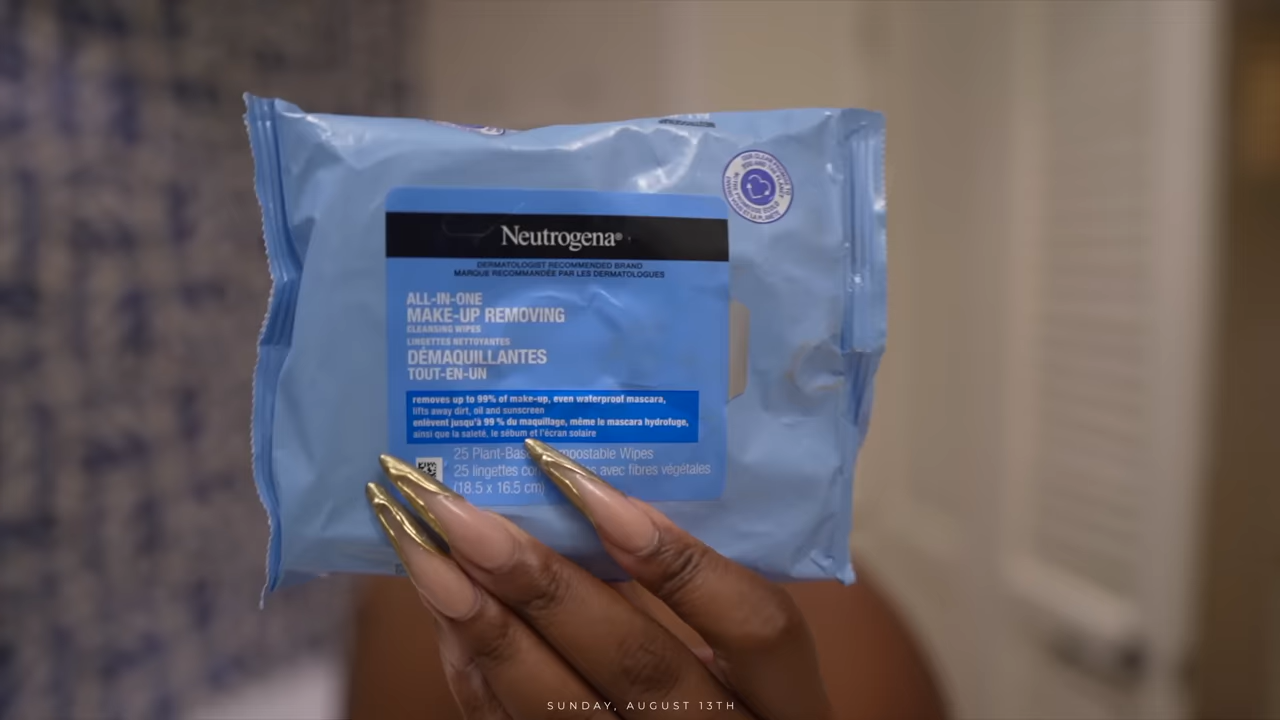 Neutrogena®
DERMATOLOGIST RECOMMENDED BRAND
MARQUE RECOMMANDÉE PAR LES DERMATOLOGUES
ALL-IN-ONE
MAKE-UP REMOVING
CLEANSING WIPES
LINGETTES NETTOYANTES
DÉMAQUILLANTES
TOUT-EN-UN
removes up to 99% of make-up, even waterproof mascara,
lifts away dirt, oil and sunscreen
enlèvent jusqu'à 99 % du maquillage, même le mascara hydrofuge,
ainsi que la saleté, le sébum et l'écran solaire
25 Plant-Based Compostable Wipes
25 lingettes avec fibres végétales
(18.5 x 16.5 cm)
SUNDAY, AUGUST 13TH